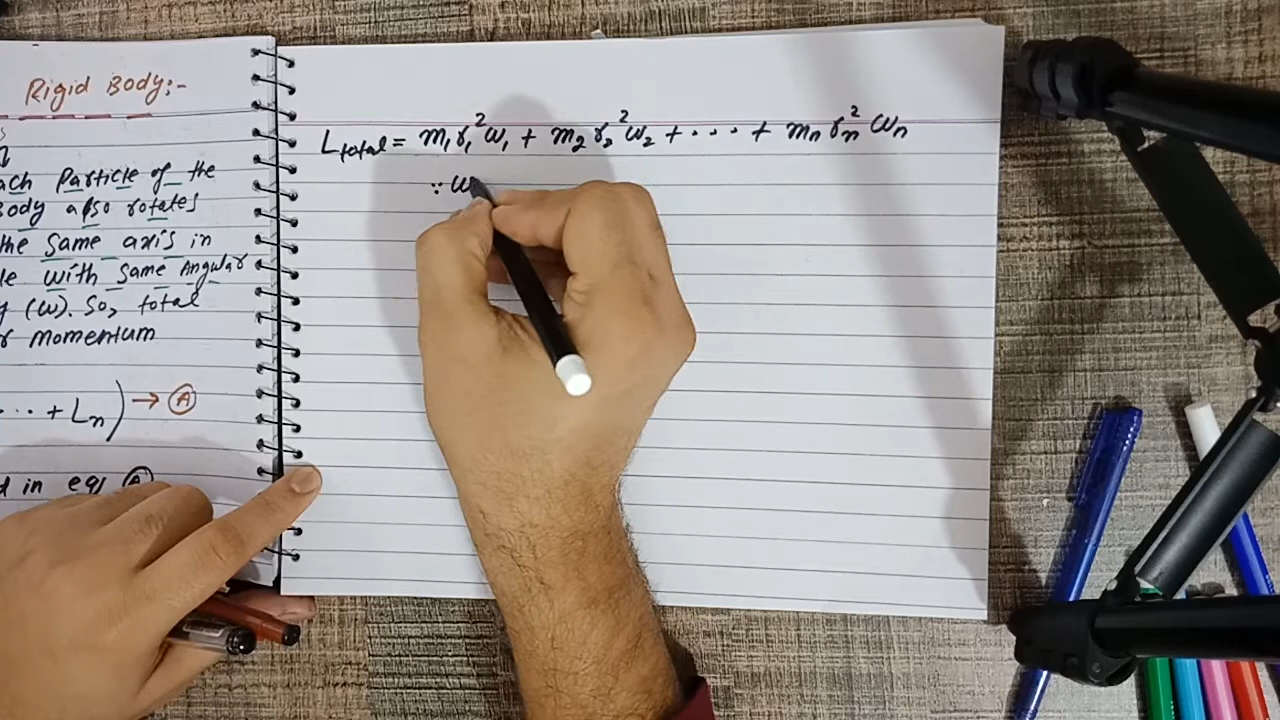 Rigid Body:-
ach Particle of the
Body also rotates
the same axis in
le with same Angular
y (ω). So, total
r momentum
... + Lₙ) → Ⓐ
d in eq Ⓐ
L_total = m₁r₁²ω₁ + m₂r₂²ω₂ + ... + mₙrₙ²ωₙ
∵ ω